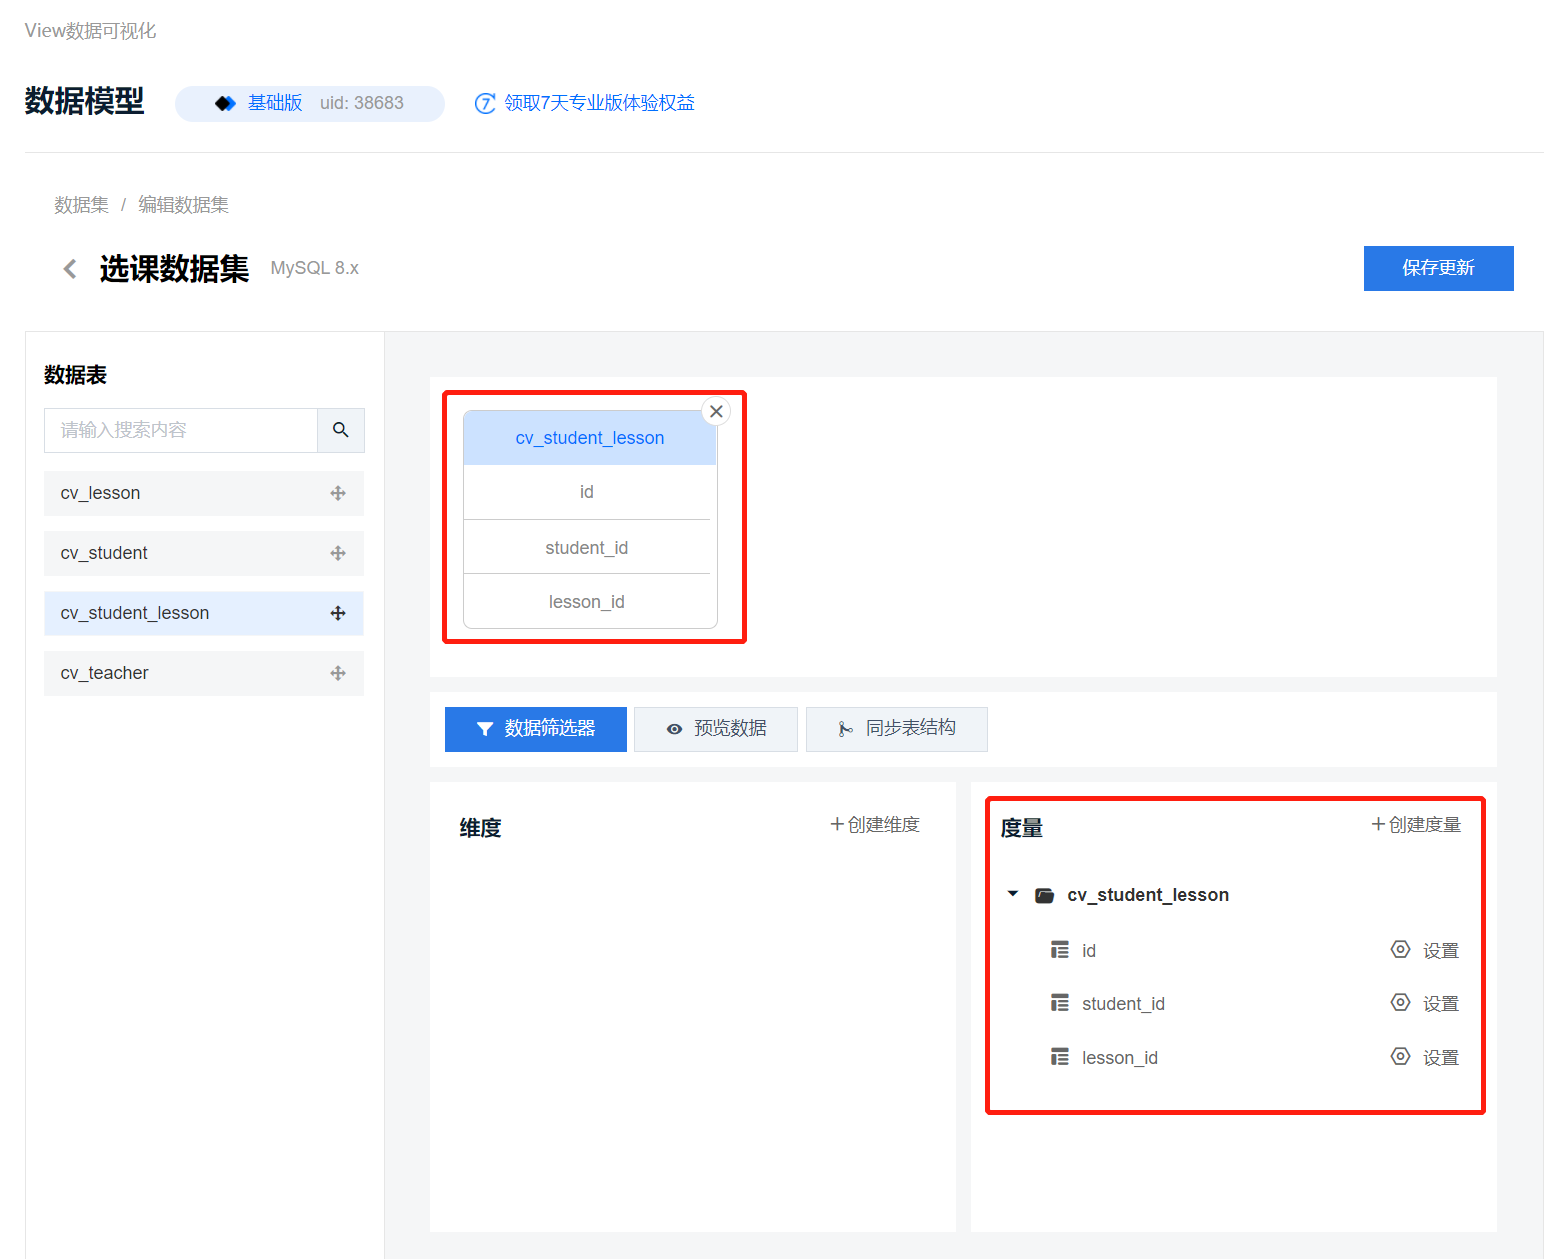 View数据可视化
数据模型
基础版 uid: 38683
7 领取7天专业版体验权益
数据集 / 编辑数据集
选课数据集 MySQL 8.x
保存更新
数据表
请输入搜索内容
cv_lesson
cv_student
cv_student_lesson
cv_teacher
cv_student_lesson
id
student_id
lesson_id
数据筛选器
预览数据
同步表结构
维度
+创建维度
度量
+创建度量
cv_student_lesson
id 设置
student_id 设置
lesson_id 设置